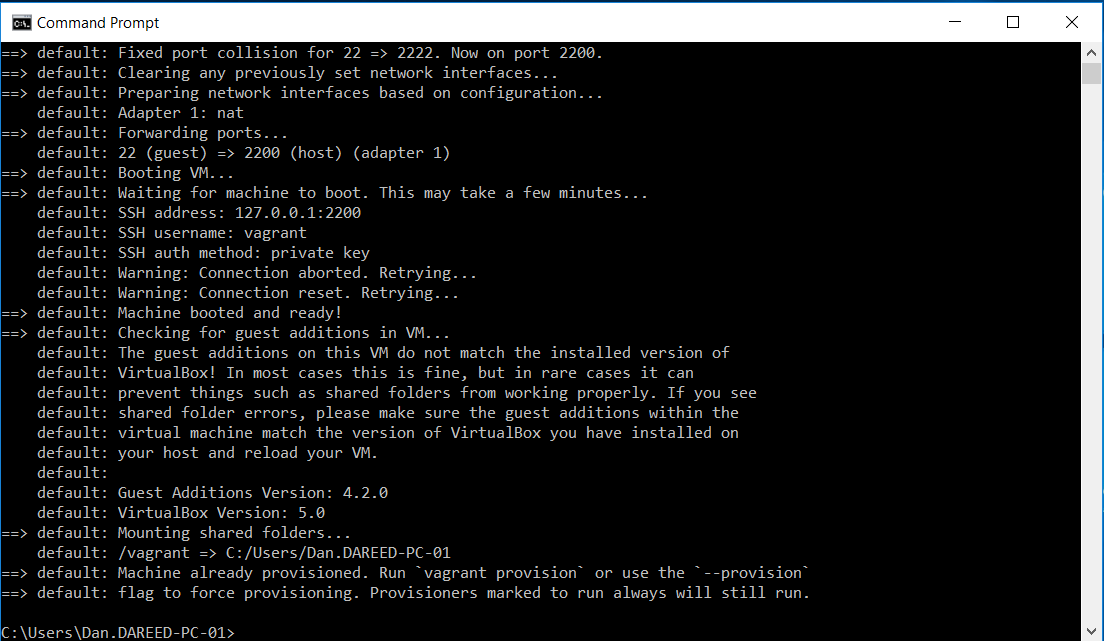 Command Prompt
==> default: Fixed port collision for 22 => 2222. Now on port 2200.
==> default: Clearing any previously set network interfaces...
==> default: Preparing network interfaces based on configuration...
    default: Adapter 1: nat
==> default: Forwarding ports...
    default: 22 (guest) => 2200 (host) (adapter 1)
==> default: Booting VM...
==> default: Waiting for machine to boot. This may take a few minutes...
    default: SSH address: 127.0.0.1:2200
    default: SSH username: vagrant
    default: SSH auth method: private key
    default: Warning: Connection aborted. Retrying...
    default: Warning: Connection reset. Retrying...
==> default: Machine booted and ready!
==> default: Checking for guest additions in VM...
    default: The guest additions on this VM do not match the installed version of
    default: VirtualBox! In most cases this is fine, but in rare cases it can
    default: prevent things such as shared folders from working properly. If you see
    default: shared folder errors, please make sure the guest additions within the
    default: virtual machine match the version of VirtualBox you have installed on
    default: your host and reload your VM.
    default:
    default: Guest Additions Version: 4.2.0
    default: VirtualBox Version: 5.0
==> default: Mounting shared folders...
    default: /vagrant => C:/Users/Dan.DAREED-PC-01
==> default: Machine already provisioned. Run `vagrant provision` or use the `--provision`
==> default: flag to force provisioning. Provisioners marked to run always will still run.
C:\Users\Dan.DAREED-PC-01>